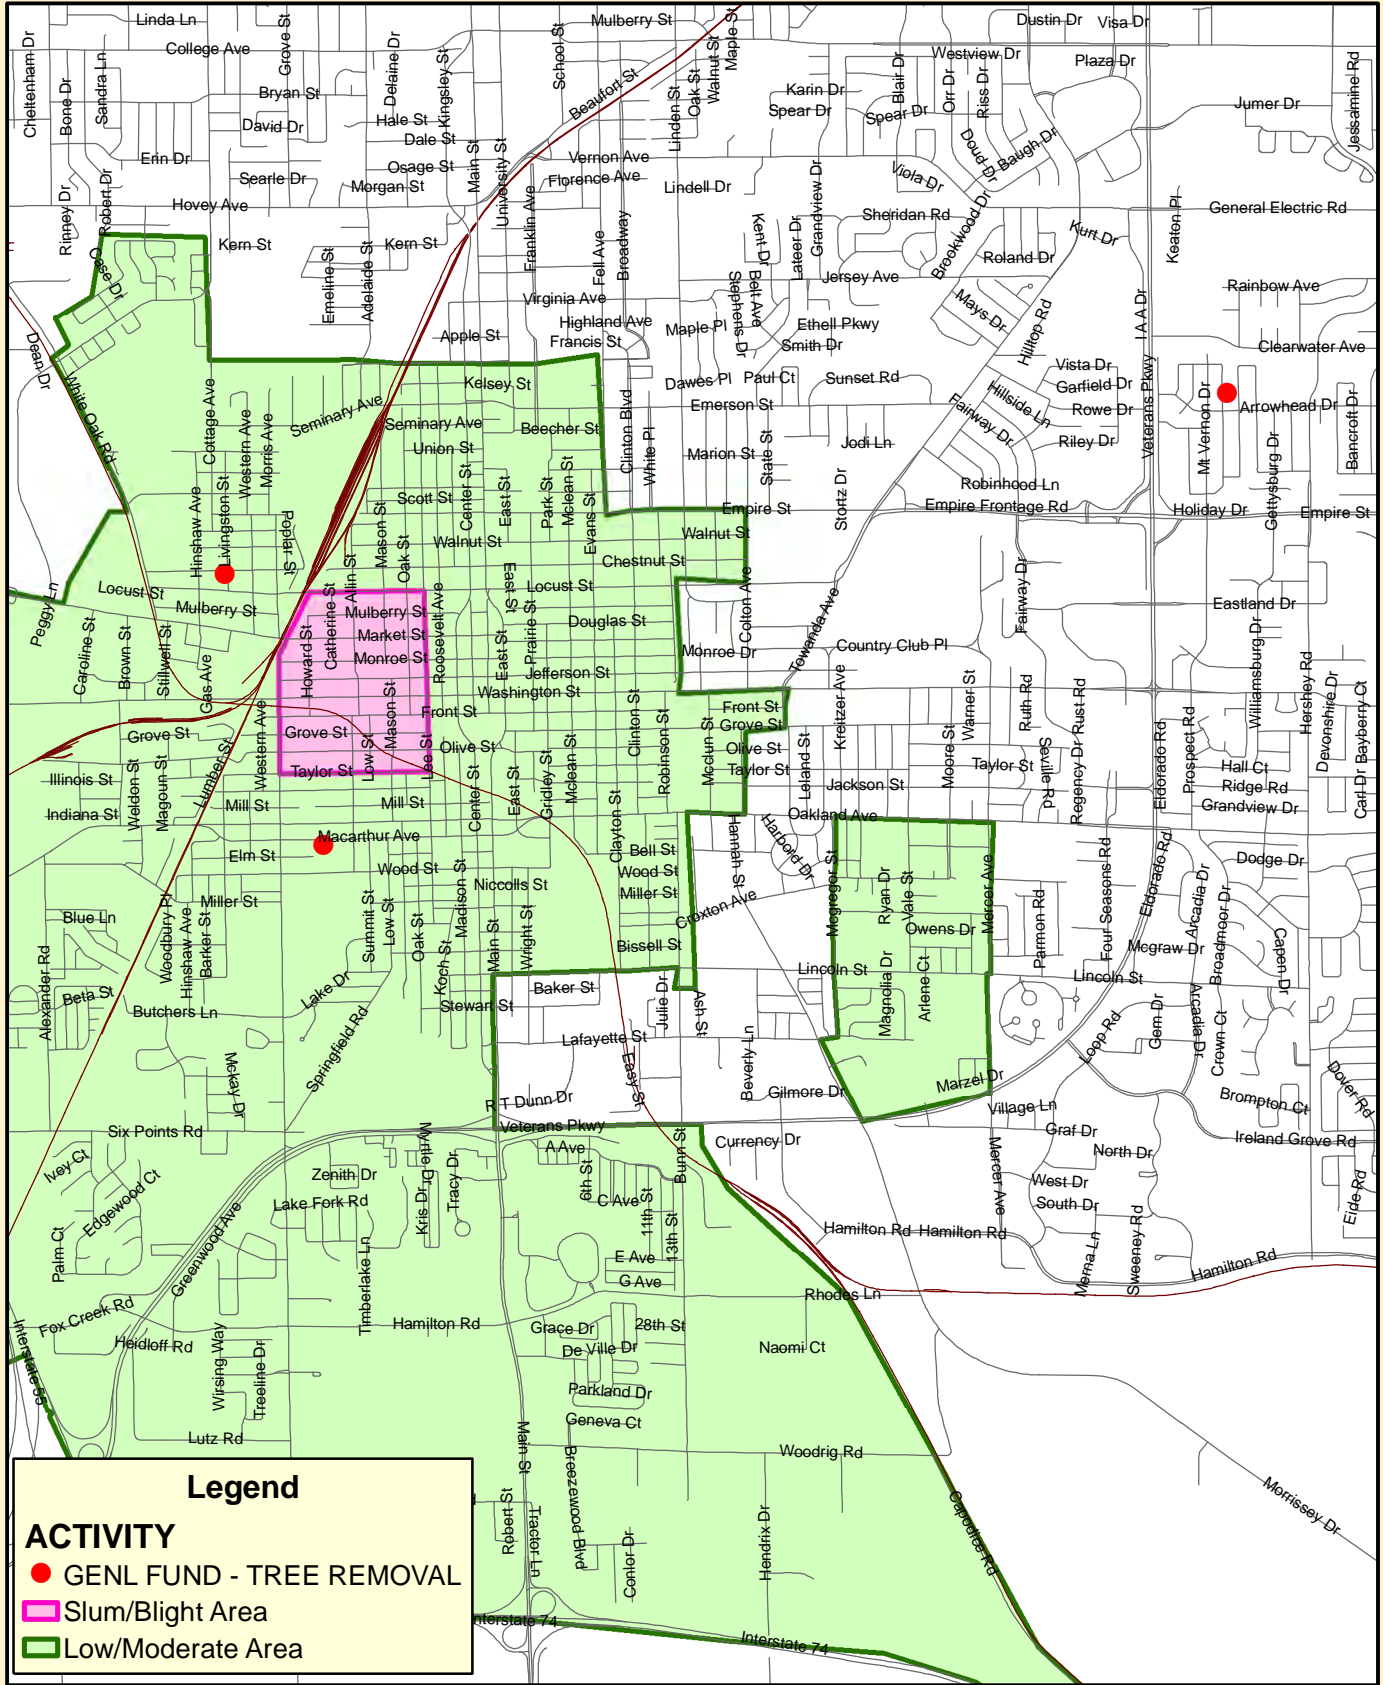 Linda Ln
College Ave
Grove St
Cheltenham Dr
Bone Dr
Sandra Ln
Bryan St
David Dr
Delaine Dr
Kingsley St
Hale St
Dale St
Osage St
Morgan St
Erin Dr
Searle Dr
Hovey Ave
Rinney Dr
Robert Dr
Case Dr
Kern St
Kern St
Emeline St
Adelaide St
Main St
University St
School St
Mulberry St
Beaufort St
Vernon Ave
Florence Ave
Franklin Ave
Fell Ave
Broadway
Linden St
Oak St
Walnut St
Maple St
Lindell Dr
Karin Dr
Spear Dr
Spear Dr
Blair Dr
Westview Dr
Orr Dr
Riss Dr
Dustin Dr
Visa Dr
Plaza Dr
Doud Dr
Baugh Dr
Viola Dr
Jumer Dr
Jessamine Rd
General Electric Rd
Keaton Pl
Kurt Dr
Sheridan Rd
Brookwood Dr
Roland Dr
Grandview Dr
Lateer Dr
Kent Dr
Belt Ave
Stephens Dr
Jersey Ave
Mays Dr
Hilltop Rd
I A A Dr
Rainbow Ave
Clearwater Ave
Virginia Ave
Highland Ave
Francis St
Apple St
Maple Pl
Ethell Pkwy
Smith Dr
Dean Dr
White Oak Rd
Kelsey St
Dawes Pl
Paul Ct
Sunset Rd
Vista Dr
Garfield Dr
Rowe Dr
Riley Dr
Hillside Ln
Fairway Dr
Veterans Pkwy
Mt Vernon Dr
Arrowhead Dr
Gettysburg Dr
Bancroft Dr
Cottage Ave
Western Ave
Morris Ave
Seminary Ave
Seminary Ave
Union St
Beecher St
Clinton Blvd
White Pl
Emerson St
Marion St
State St
Jodi Ln
Stortz Dr
Robinhood Ln
Empire Frontage Rd
Holiday Dr
Empire St
Empire St
Hinshaw Ave
Livingston St
Poplar St
Scott St
Center St
East St
Park St
Mclean St
Evans St
Mason St
Oak St
Allin St
Walnut St
Walnut St
Chestnut St
Locust St
Locust St
Peggy Ln
Mulberry St
Mulberry St
Market St
Monroe St
Catherine St
Howard St
Roosevelt Ave
East St
East St
Prairie St
Douglas St
Jefferson St
Washington St
Monroe Dr
Colton Ave
Towanda Ave
Country Club Pl
Fairway Dr
Eastland Dr
Williamsburg Dr
Hershey Rd
Devonshire Dr
Bayberry Ct
Carl Dr
Caroline St
Brown St
Stillwell St
Gas Ave
Western Ave
Mason St
Low St
Lee St
Front St
Front St
Grove St
Grove St
Grove St
Olive St
Olive St
Taylor St
Taylor St
Taylor St
Illinois St
Indiana St
Weldon St
Magoun St
Lumber St
Mill St
Mill St
Center St
East St
Gridley St
Mclean St
Clinton St
Robinson St
Mcclun St
Leland St
Kreitzer Ave
Jackson St
Oakland Ave
Moore St
Warner St
Ruth Rd
Seville Rd
Rust Rd
Regency Dr
Eldorado Rd
Prospect Rd
Hall Ct
Ridge Rd
Grandview Dr
Macarthur Ave
Elm St
Wood St
Wood St
Niccolls St
Miller St
Miller St
Clayton St
Bell St
Bissell St
Hannah St
Harbord Dr
Croxton Ave
Mcgregor St
Ryan Dr
Vale St
Owens Dr
Mercer Ave
Parmon Rd
Four Seasons Rd
Eldorado Rd
Arcadia Dr
Broadmoor Dr
Dodge Dr
Mcgraw Dr
Capen Dr
Blue Ln
Alexander Rd
Beta St
Woodbury Pl
Hinshaw Ave
Barker St
Butchers Ln
Summit St
Low St
Oak St
Koch St
Madison St
Main St
Wright St
Lake Dr
Springfield Rd
Stewart St
Baker St
Julie Dr
Ash St
Lafayette St
Easy St
Beverly Ln
Lincoln St
Lincoln St
Magnolia Dr
Arlene Ct
Marzel Dr
Loop Rd
Gem Dr
Arcadia Dr
Crown Ct
Brompton Ct
Dover Rd
Ireland Grove Rd
Eide Rd
Mckay Dr
Six Points Rd
R T Dunn Dr
Veterans Pkwy
Gilmore Dr
Currency Dr
Village Ln
Graf Dr
North Dr
West Dr
South Dr
Mercer Ave
Sweeney Rd
Merna Ln
Hamilton Rd
Hamilton Rd
Hamilton Rd
Ivey Ct
Edgewood Ct
Palm Ct
Greenwood Ave
Zenith Dr
Lake Fork Rd
Myrtle Dr
Kris Dr
Tracy Dr
A Ave
6th St
C Ave
11th St
13th St
Bunn St
E Ave
G Ave
Rhodes Ln
Timberlake Ln
Fox Creek Rd
Heidloff Rd
Interstate 55
Wirsing Way
Treeline Dr
Lutz Rd
Hamilton Rd
Grace Dr
28th St
De Ville Dr
Parkland Dr
Geneva Ct
Naomi Ct
Main St
Breezewood Blvd
Woodrig Rd
Robert St
Tractor Ln
Conlor Dr
Hendrix Dr
Capodice Rd
Morrissey Dr
nterstate 74
Interstate 74
Legend
ACTIVITY
GENL FUND - TREE REMOVAL
Slum/Blight Area
Low/Moderate Area